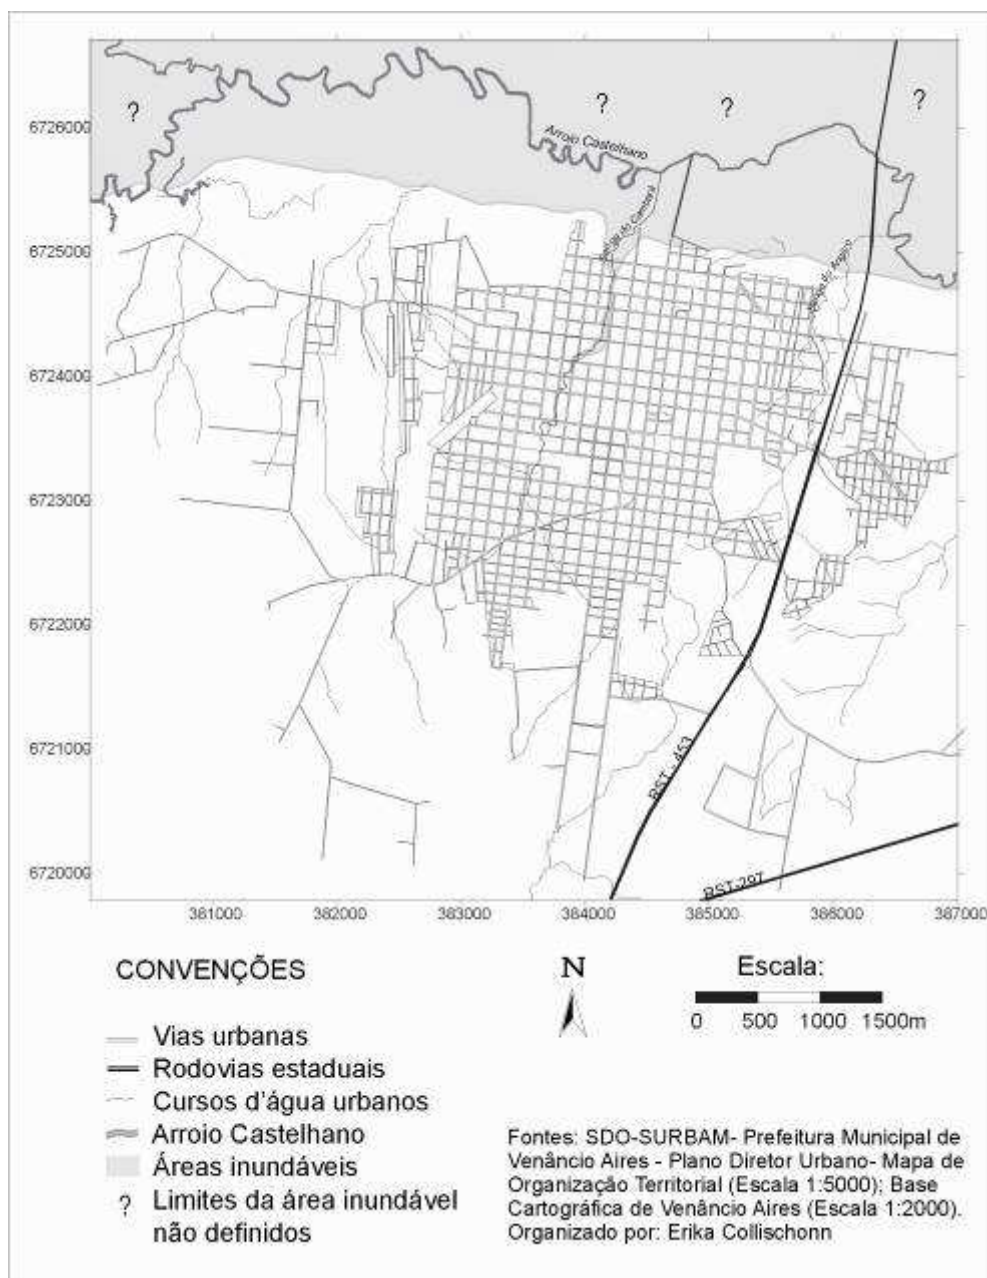 ?
?
?
?
6726000
Arroio Castelhano
6725000
6724000
6723000
6722000
6721000
RST - 453
6720000
RST-297
381000 382000 383000 384000 385000 386000 387000
CONVENÇÕES
N
Escala:
0 500 1000 1500m
Vias urbanas
Rodovias estaduais
Cursos d'água urbanos
Arroio Castelhano
Áreas inundáveis
? Limites da área inundável
não definidos
Fontes: SDO-SURBAM- Prefeitura Municipal de
Venâncio Aires - Plano Diretor Urbano- Mapa de
Organização Territorial (Escala 1:5000); Base
Cartográfica de Venâncio Aires (Escala 1:2000).
Organizado por: Erika Collischonn